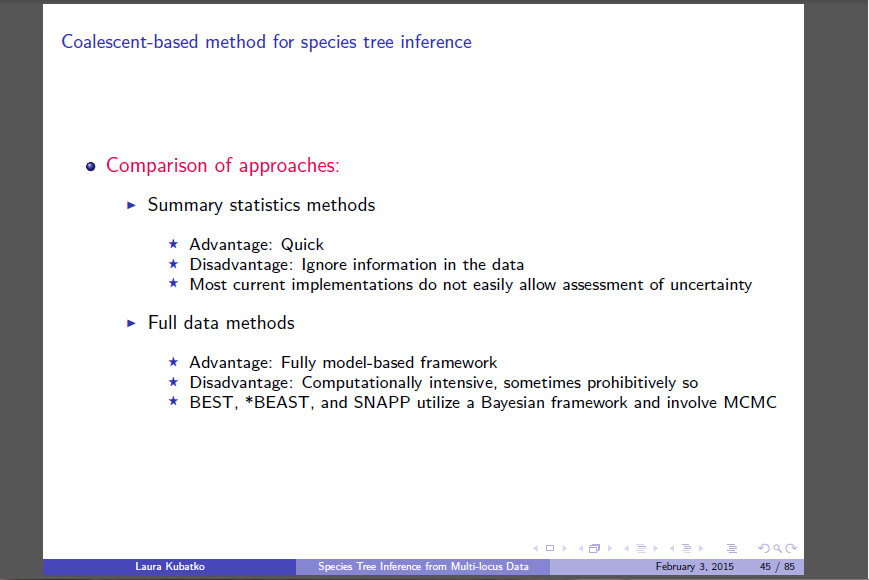 Coalescent-based method for species tree inference
Comparison of approaches:
Summary statistics methods
Advantage: Quick
Disadvantage: Ignore information in the data
Most current implementations do not easily allow assessment of uncertainty
Full data methods
Advantage: Fully model-based framework
Disadvantage: Computationally intensive, sometimes prohibitively so
BEST, *BEAST, and SNAPP utilize a Bayesian framework and involve MCMC
Laura Kubatko Species Tree Inference from Multi-locus Data February 3, 2015 45 / 85